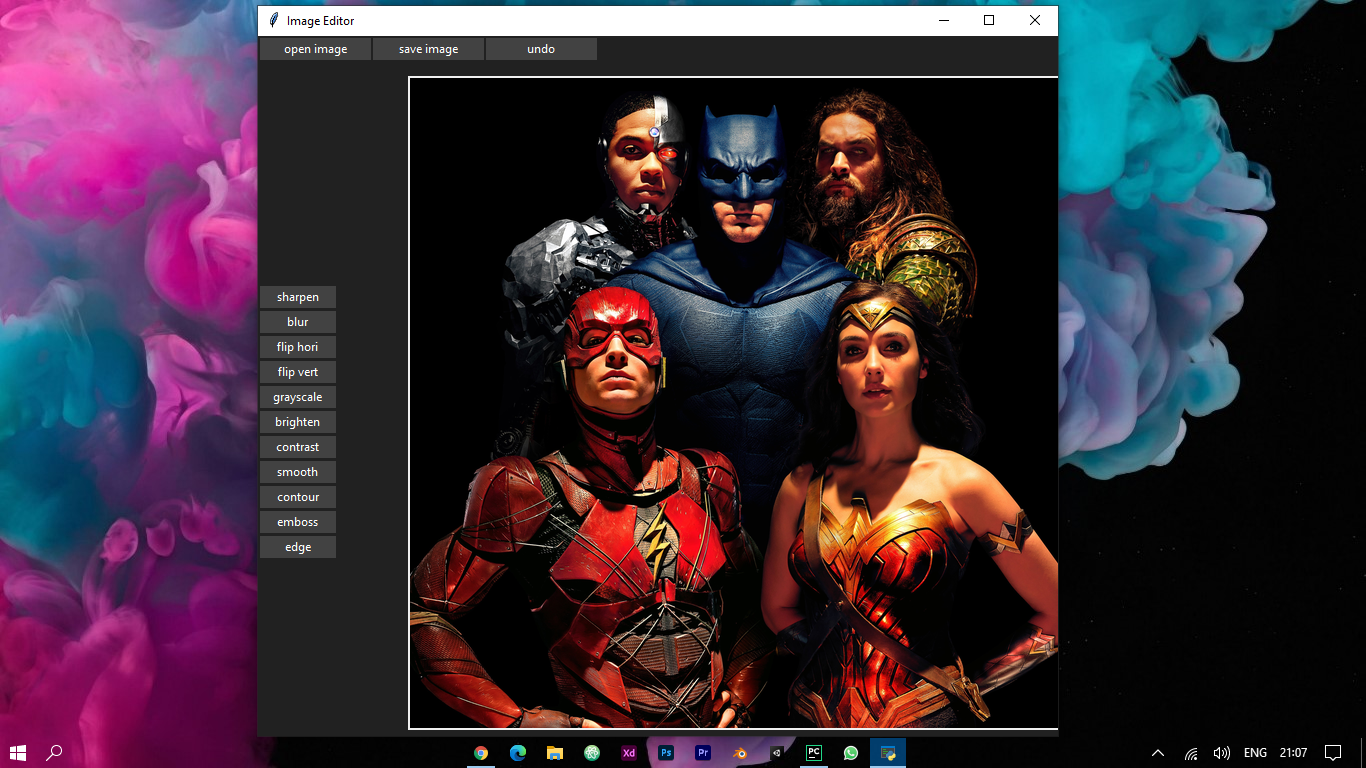 Image Editor
open image save image undo
sharpen
blur
flip hori
flip vert
grayscale
brighten
contrast
smooth
contour
emboss
edge
Xd Ps Pr PC ENG 21:07